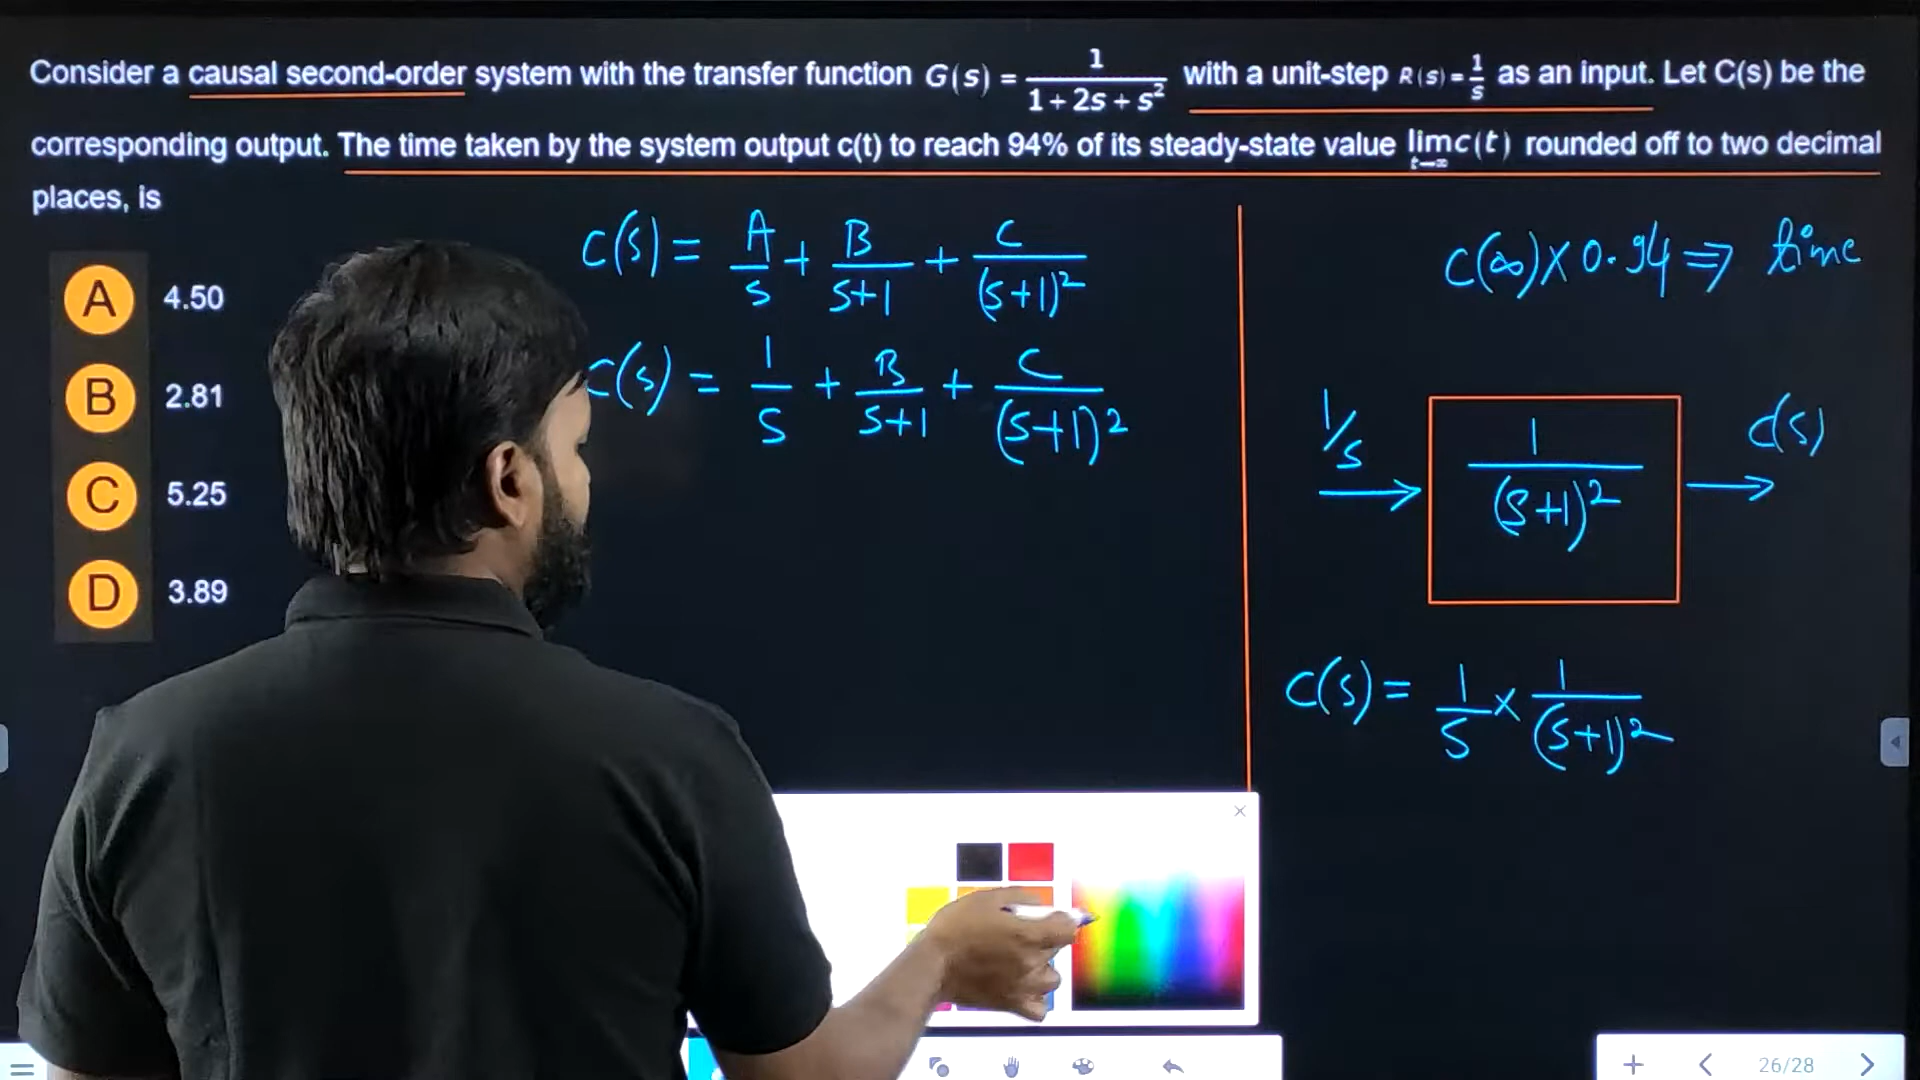 Consider a causal second-order system with the transfer function G(s) = 1/(1+2s+s²) with a unit-step R(s)=1/s as an input. Let C(s) be the
corresponding output. The time taken by the system output c(t) to reach 94% of its steady-state value lim t→∞ c(t) rounded off to two decimal
places, is
A 4.50
B 2.81
C 5.25
D 3.89
C(s) = A/s + B/(s+1) + C/(s+1)²
C(s) = 1/s + B/(s+1) + C/(s+1)²
C(∞) × 0.94 ⇒ time
1/s → 1/(s+1)² → C(s)
C(s) = 1/s × 1/(s+1)²
26/28